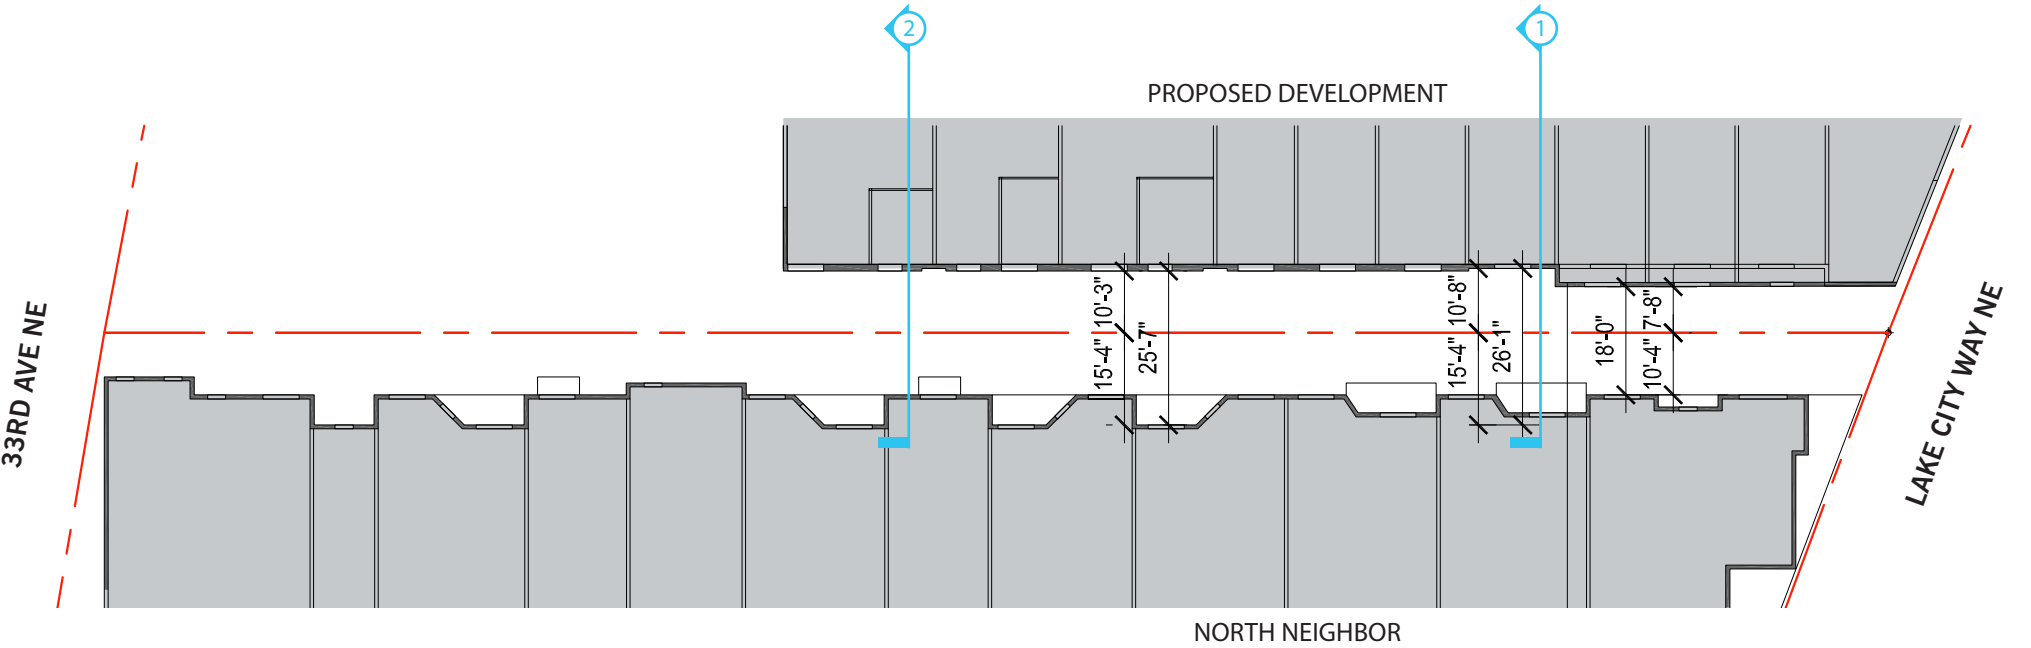 2
1
PROPOSED DEVELOPMENT
33RD AVE NE
15'-4" 10'-3"
25'-7"
15'-4" 10'-8"
26'-1"
18'-0"
10'-4" 7'-8"
LAKE CITY WAY NE
NORTH NEIGHBOR